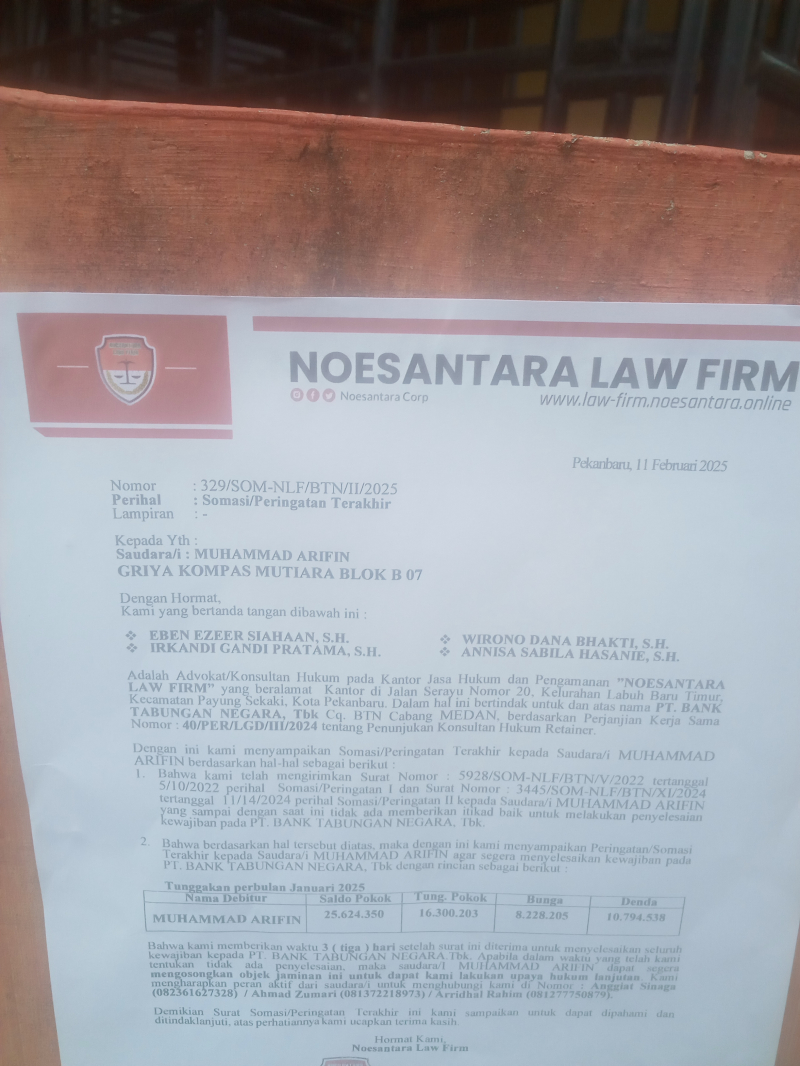 NOESANTARA LAW FIRM
Noesantara Corp
www.law-firm.noesantara.online
Pekanbaru, 11 Februari 2025
Nomor : 329/SOM-NLF/BTN/II/2025
Perihal : Somasi/Peringatan Terakhir
Lampiran : -
Kepada Yth :
Saudara/i : MUHAMMAD ARIFIN
GRIYA KOMPAS MUTIARA BLOK B 07
Dengan Hormat,
Kami yang bertanda tangan dibawah ini :
❖ EBEN EZEER SIAHAAN, S.H. ❖ WIRONO DANA BHAKTI, S.H.
❖ IRKANDI GANDI PRATAMA, S.H. ❖ ANNISA SABILA HASANIE, S.H.
Adalah Advokat/Konsultan Hukum pada Kantor Jasa Hukum dan Pengamanan "NOESANTARA
LAW FIRM" yang beralamat Kantor di Jalan Serayu Nomor 20, Kelurahan Labuh Baru Timur,
Kecamatan Payung Sekaki, Kota Pekanbaru. Dalam hal ini bertindak untuk dan atas nama PT. BANK
TABUNGAN NEGARA, Tbk Cq. BTN Cabang MEDAN, berdasarkan Perjanjian Kerja Sama
Nomor : 40/PER/LGD/III/2024 tentang Penunjukan Konsultan Hukum Retainer.
Dengan ini kami menyampaikan Somasi/Peringatan Terakhir kepada Saudara/i MUHAMMAD
ARIFIN berdasarkan hal-hal sebagai berikut :
1. Bahwa kami telah mengirimkan Surat Nomor : 5928/SOM-NLF/BTN/V/2022 tertanggal
5/10/2022 perihal Somasi/Peringatan I dan Surat Nomor : 3445/SOM-NLF/BTN/XI/2024
tertanggal 11/14/2024 perihal Somasi/Peringatan II kepada Saudara/i MUHAMMAD ARIFIN
yang sampai dengan saat ini tidak ada memberikan itikad baik untuk melakukan penyelesaian
kewajiban pada PT. BANK TABUNGAN NEGARA, Tbk.
2. Bahwa berdasarkan hal tersebut diatas, maka dengan ini kami menyampaikan Peringatan/Somasi
Terakhir kepada Saudara/i MUHAMMAD ARIFIN agar segera menyelesaikan kewajiban pada
PT. BANK TABUNGAN NEGARA, Tbk dengan rincian sebagai berikut :
Tunggakan perbulan Januari 2025
Nama Debitur Saldo Pokok Tung. Pokok Bunga Denda
MUHAMMAD ARIFIN 25.624.350 16.300.203 8.228.205 10.794.538
Bahwa kami memberikan waktu 3 ( tiga ) hari setelah surat ini diterima untuk menyelesaikan seluruh
kewajiban kepada PT. BANK TABUNGAN NEGARA.Tbk. Apabila dalam waktu yang telah kami
tentukan tidak ada penyelesaian, maka saudara/I MUHAMMAD ARIFIN dapat segera
mengosongkan objek jaminan ini untuk dapat kami lakukan upaya hukum lanjutan. Kami
mengharapkan peran aktif dari saudara/i untuk menghubungi kami di Nomor : Anggiat Sinaga
(082361627328) / Ahmad Zumari (081372218973) / Arridhal Rahim (081277750879).
Demikian Surat Somasi/Peringatan Terakhir ini kami sampaikan untuk dapat dipahami dan
ditindaklanjuti, atas perhatiannya kami ucapkan terima kasih.
Hormat Kami,
Noesantara Law Firm